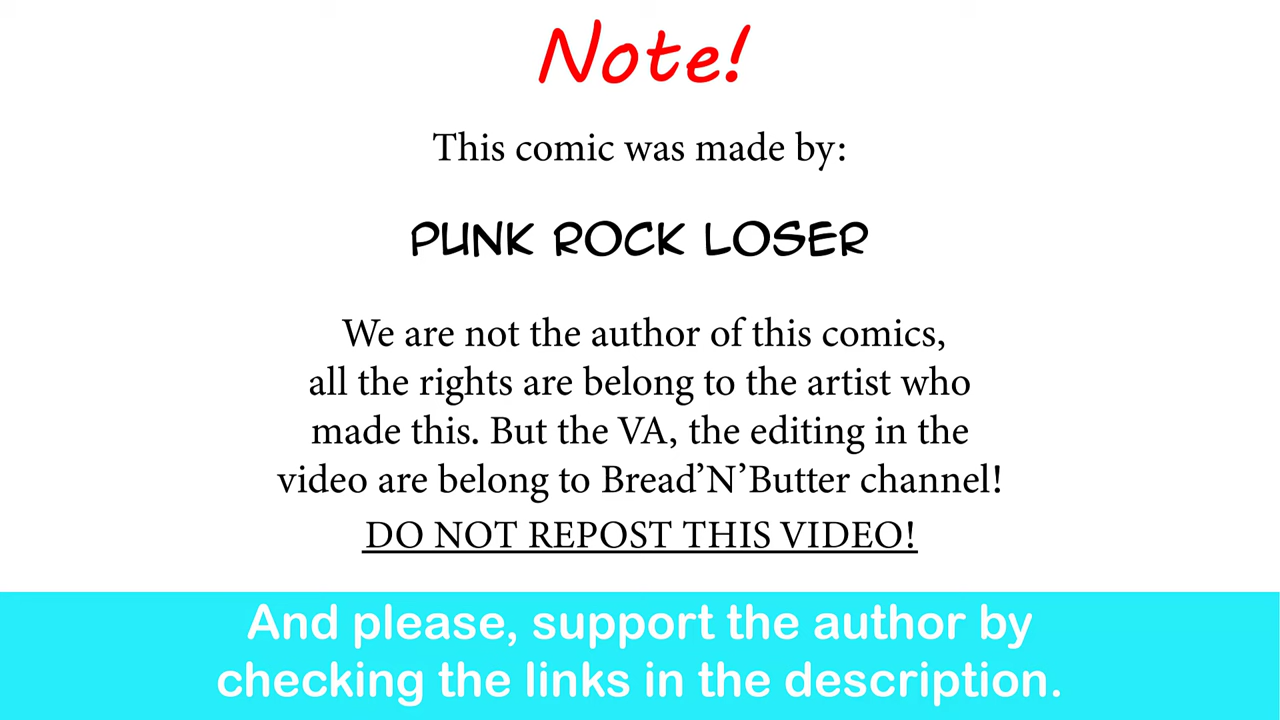 Note!
This comic was made by:
PUNK ROCK LOSER
We are not the author of this comics,
all the rights are belong to the artist who
made this. But the VA, the editing in the
video are belong to Bread’N’Butter channel!
DO NOT REPOST THIS VIDEO!
And please, support the author by
checking the links in the description.